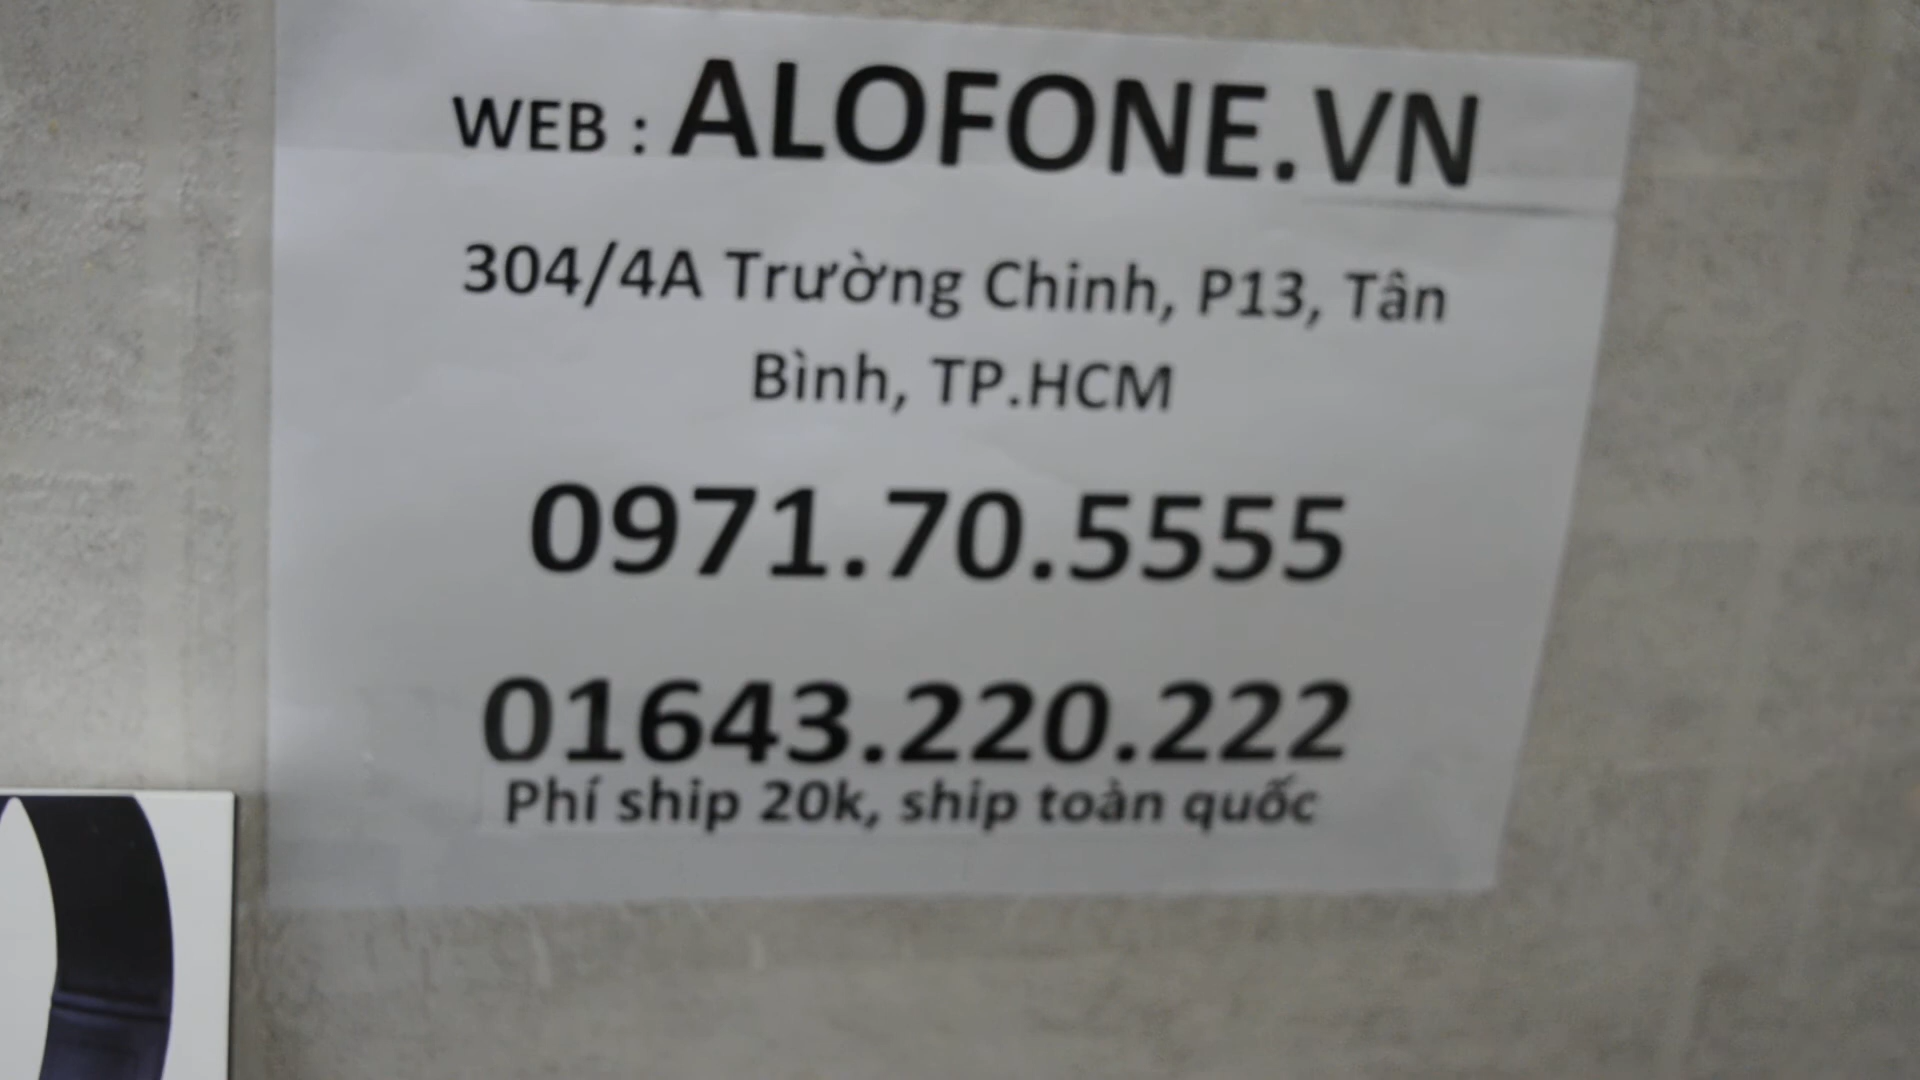 WEB : ALOFONE.VN
304/4A Trường Chinh, P13, Tân
Bình, TP.HCM
0971.70.5555
01643.220.222
Phí ship 20k, ship toàn quốc